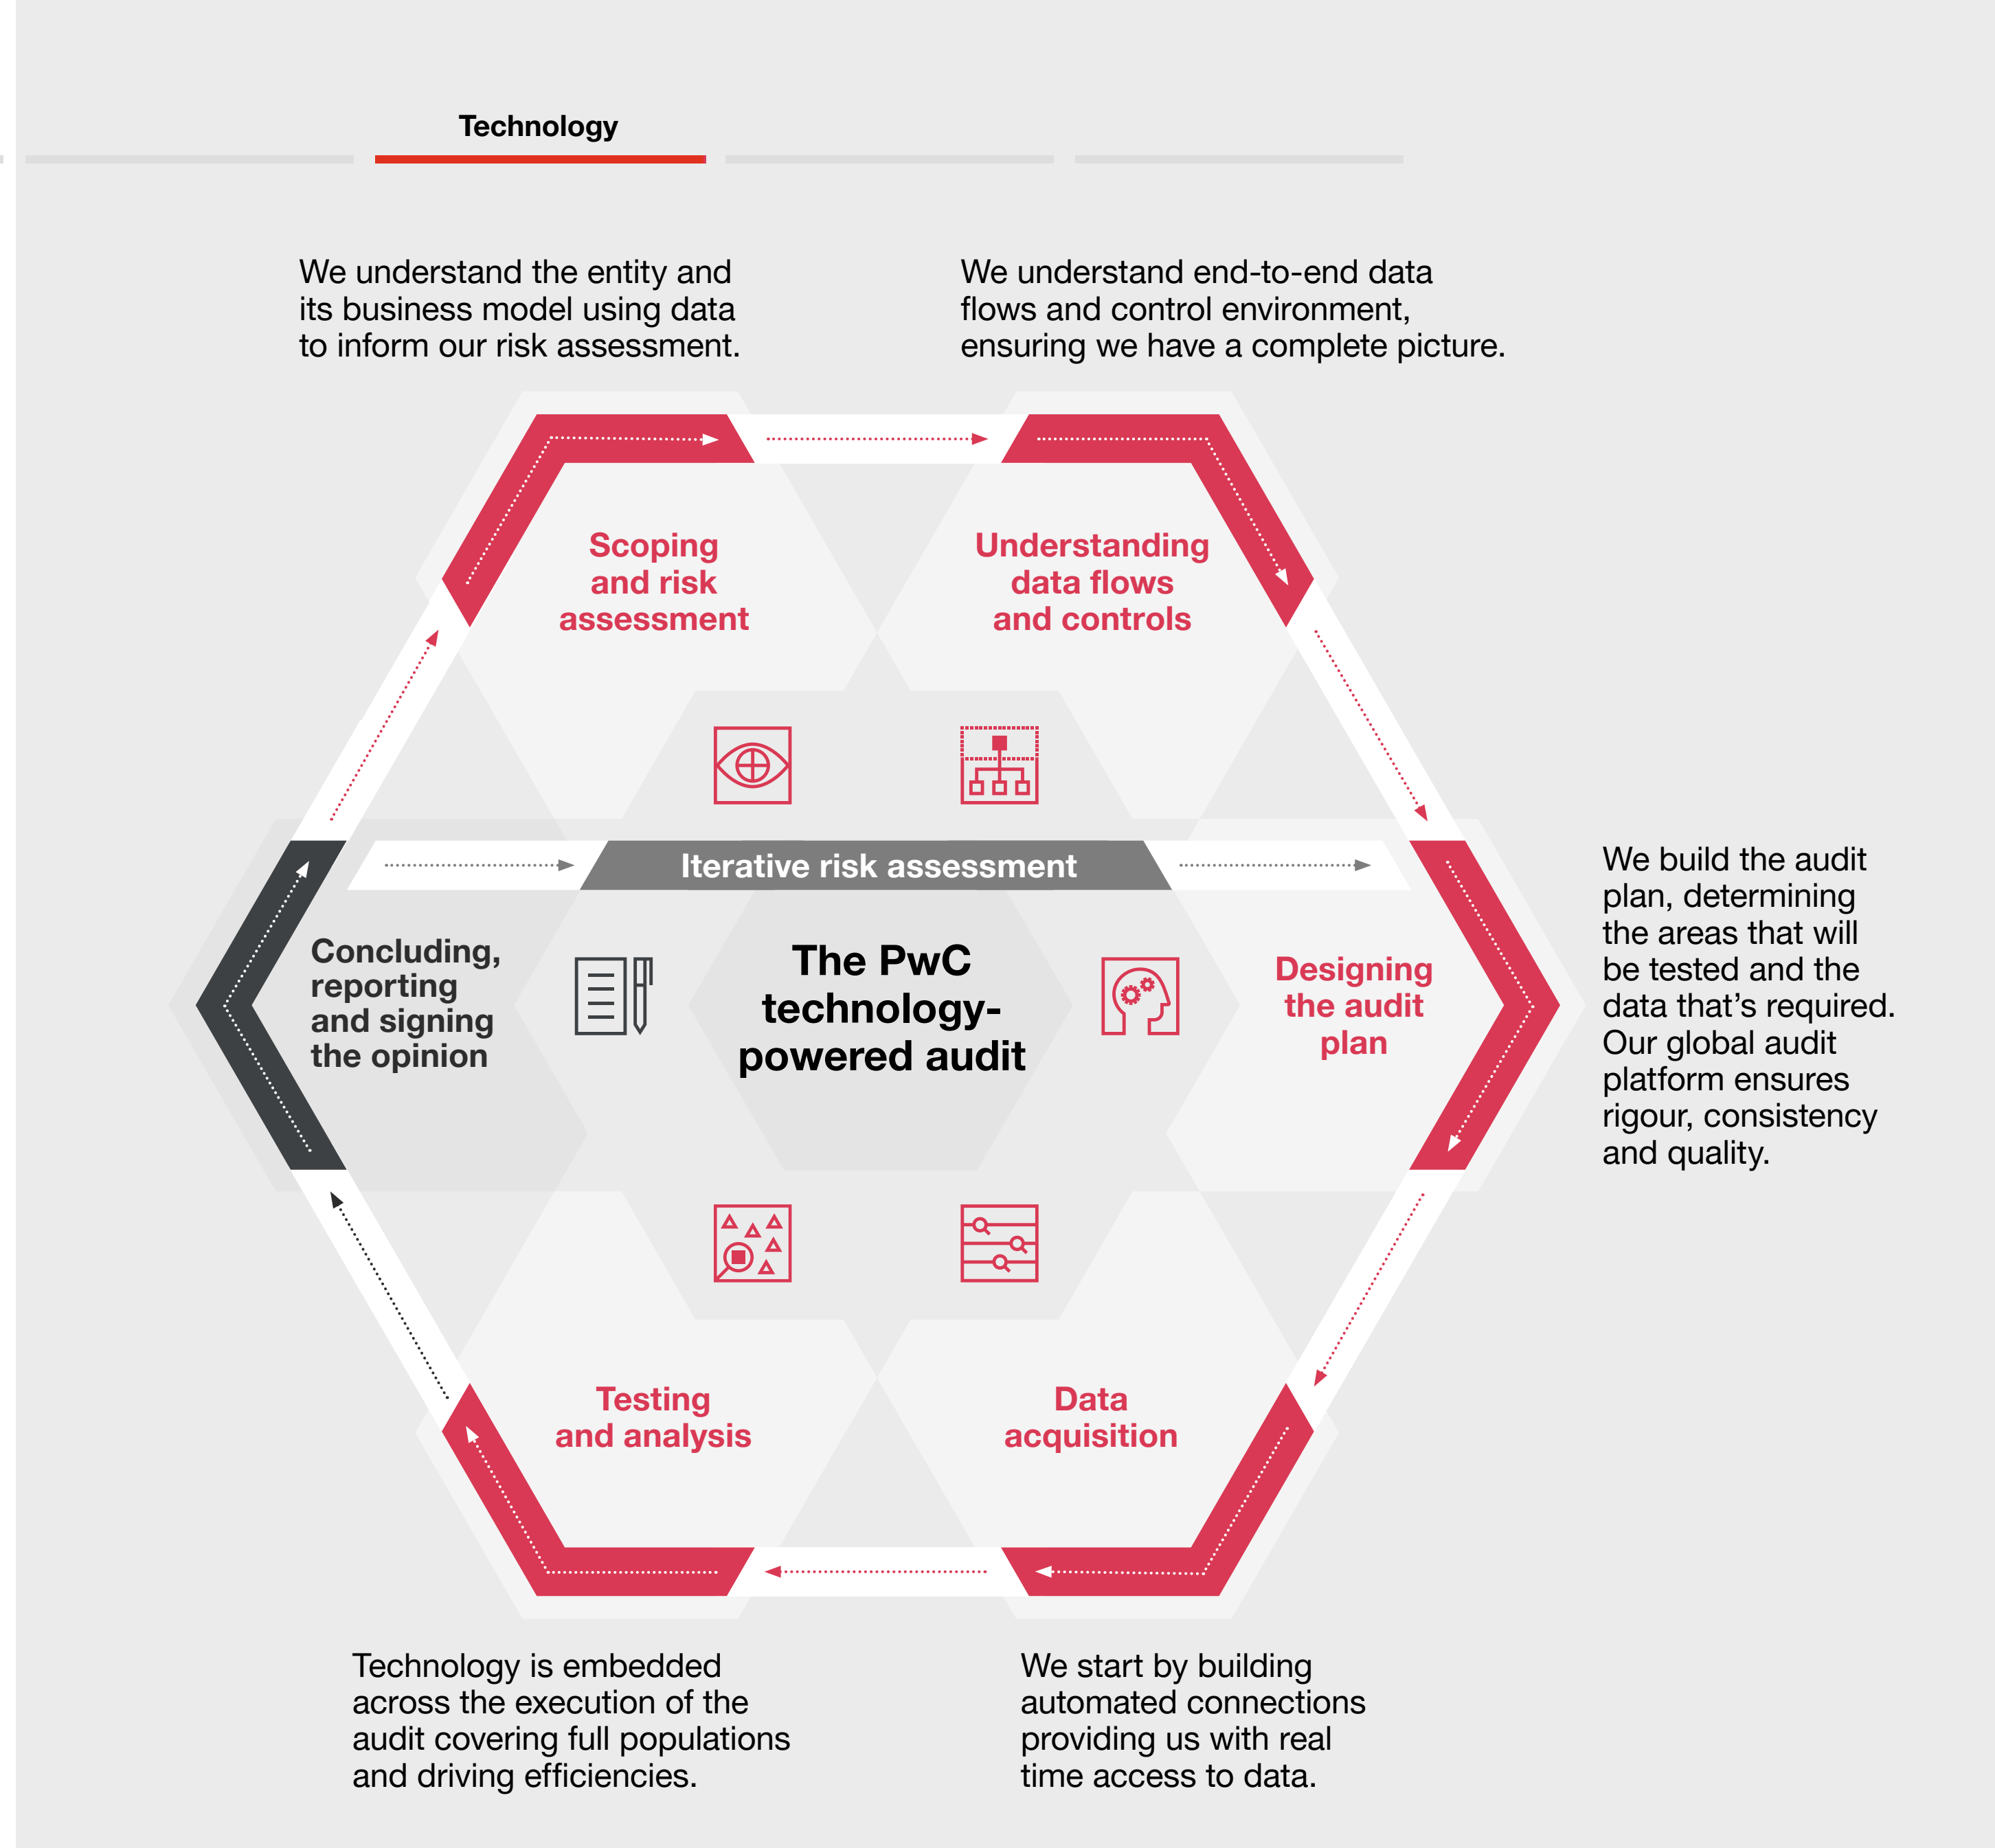 Technology
We understand the entity and
its business model using data
to inform our risk assessment.
We understand end-to-end data
flows and control environment,
ensuring we have a complete picture.
Scoping
and risk
assessment
Understanding
data flows
and controls
Iterative risk assessment
Concluding,
reporting
and signing
the opinion
The PwC
technology-
powered audit
Designing
the audit
plan
We build the audit
plan, determining
the areas that will
be tested and the
data that’s required.
Our global audit
platform ensures
rigour, consistency
and quality.
Testing
and analysis
Data
acquisition
Technology is embedded
across the execution of the
audit covering full populations
and driving efficiencies.
We start by building
automated connections
providing us with real
time access to data.